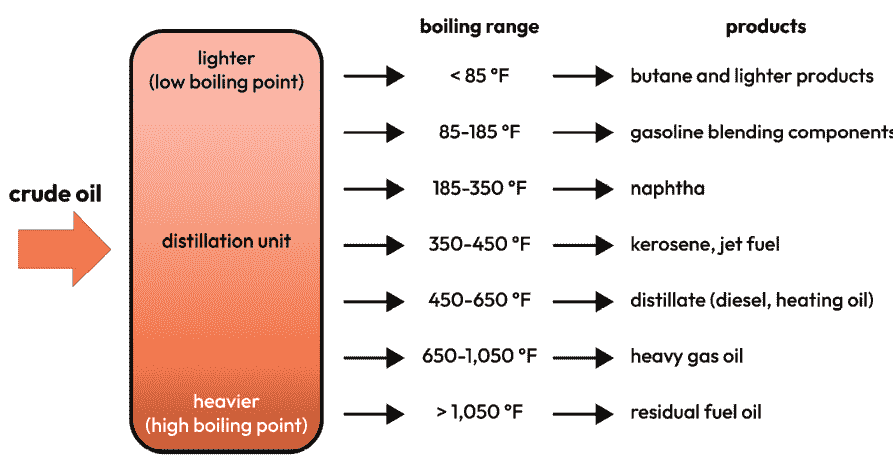 boiling range products
lighter
(low boiling point)
< 85 °F butane and lighter products
85-185 °F gasoline blending components
crude oil
185-350 °F naphtha
distillation unit
350-450 °F kerosene, jet fuel
450-650 °F distillate (diesel, heating oil)
650-1,050 °F heavy gas oil
heavier
(high boiling point)
> 1,050 °F residual fuel oil